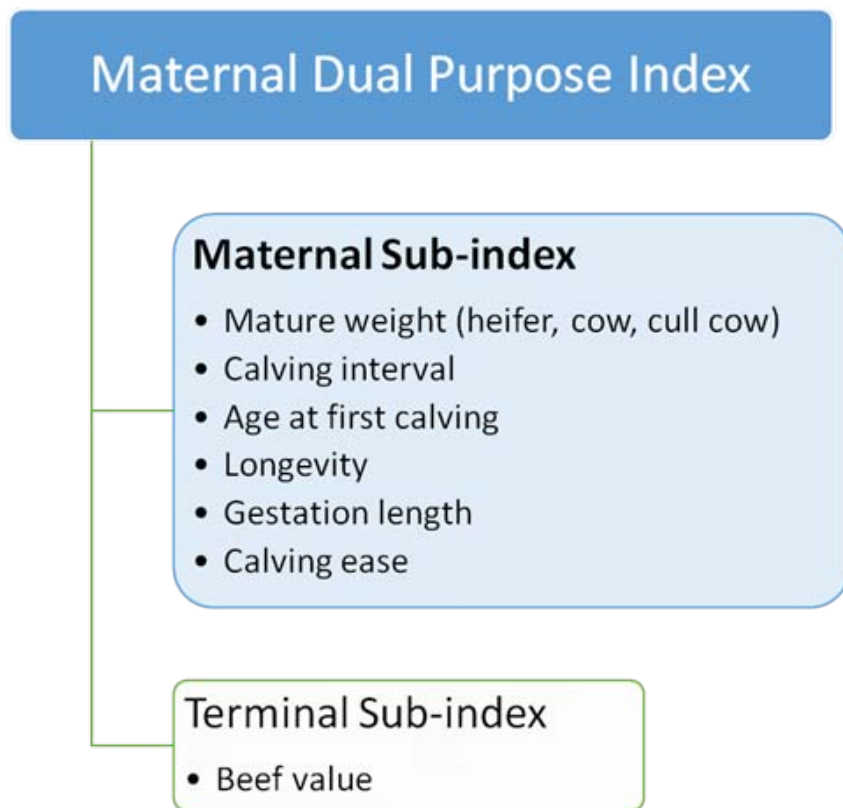 Maternal Dual Purpose Index
Maternal Sub-index
• Mature weight (heifer, cow, cull cow)
• Calving interval
• Age at first calving
• Longevity
• Gestation length
• Calving ease
Terminal Sub-index
• Beef value